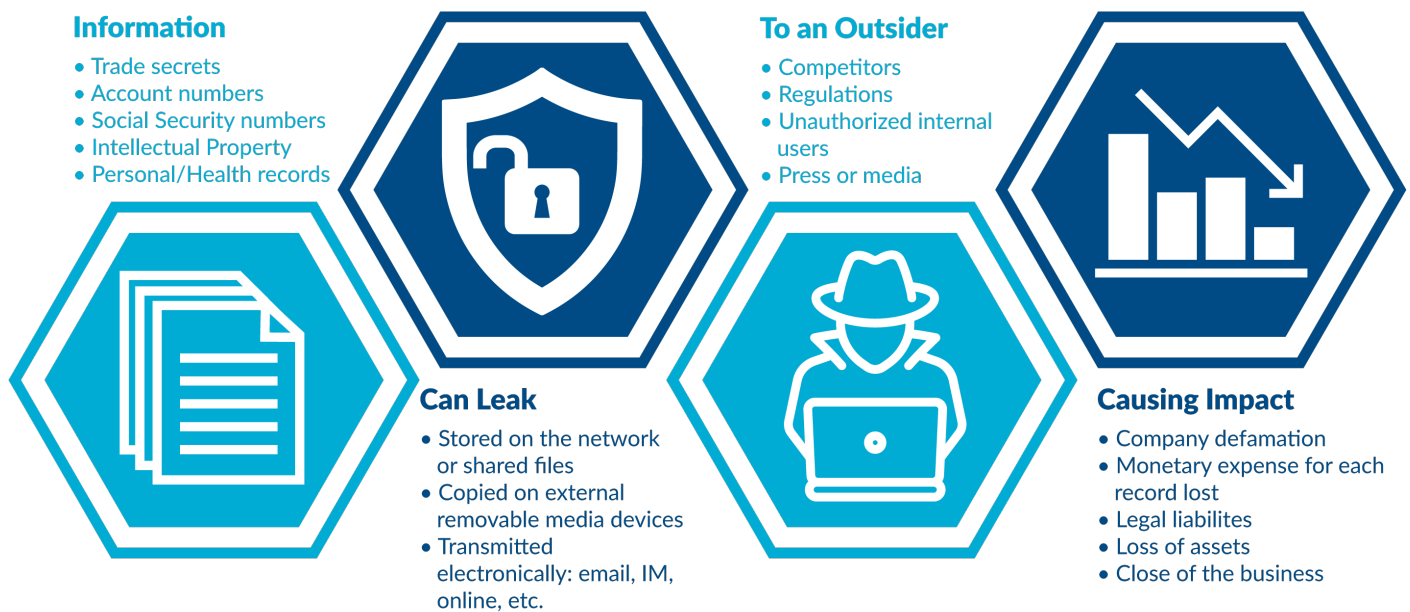 Information
• Trade secrets
• Account numbers
• Social Security numbers
• Intellectual Property
• Personal/Health records
Can Leak
• Stored on the network
or shared files
• Copied on external
removable media devices
• Transmitted
electronically: email, IM,
online, etc.
To an Outsider
• Competitors
• Regulations
• Unauthorized internal
users
• Press or media
Causing Impact
• Company defamation
• Monetary expense for each
record lost
• Legal liabilites
• Loss of assets
• Close of the business